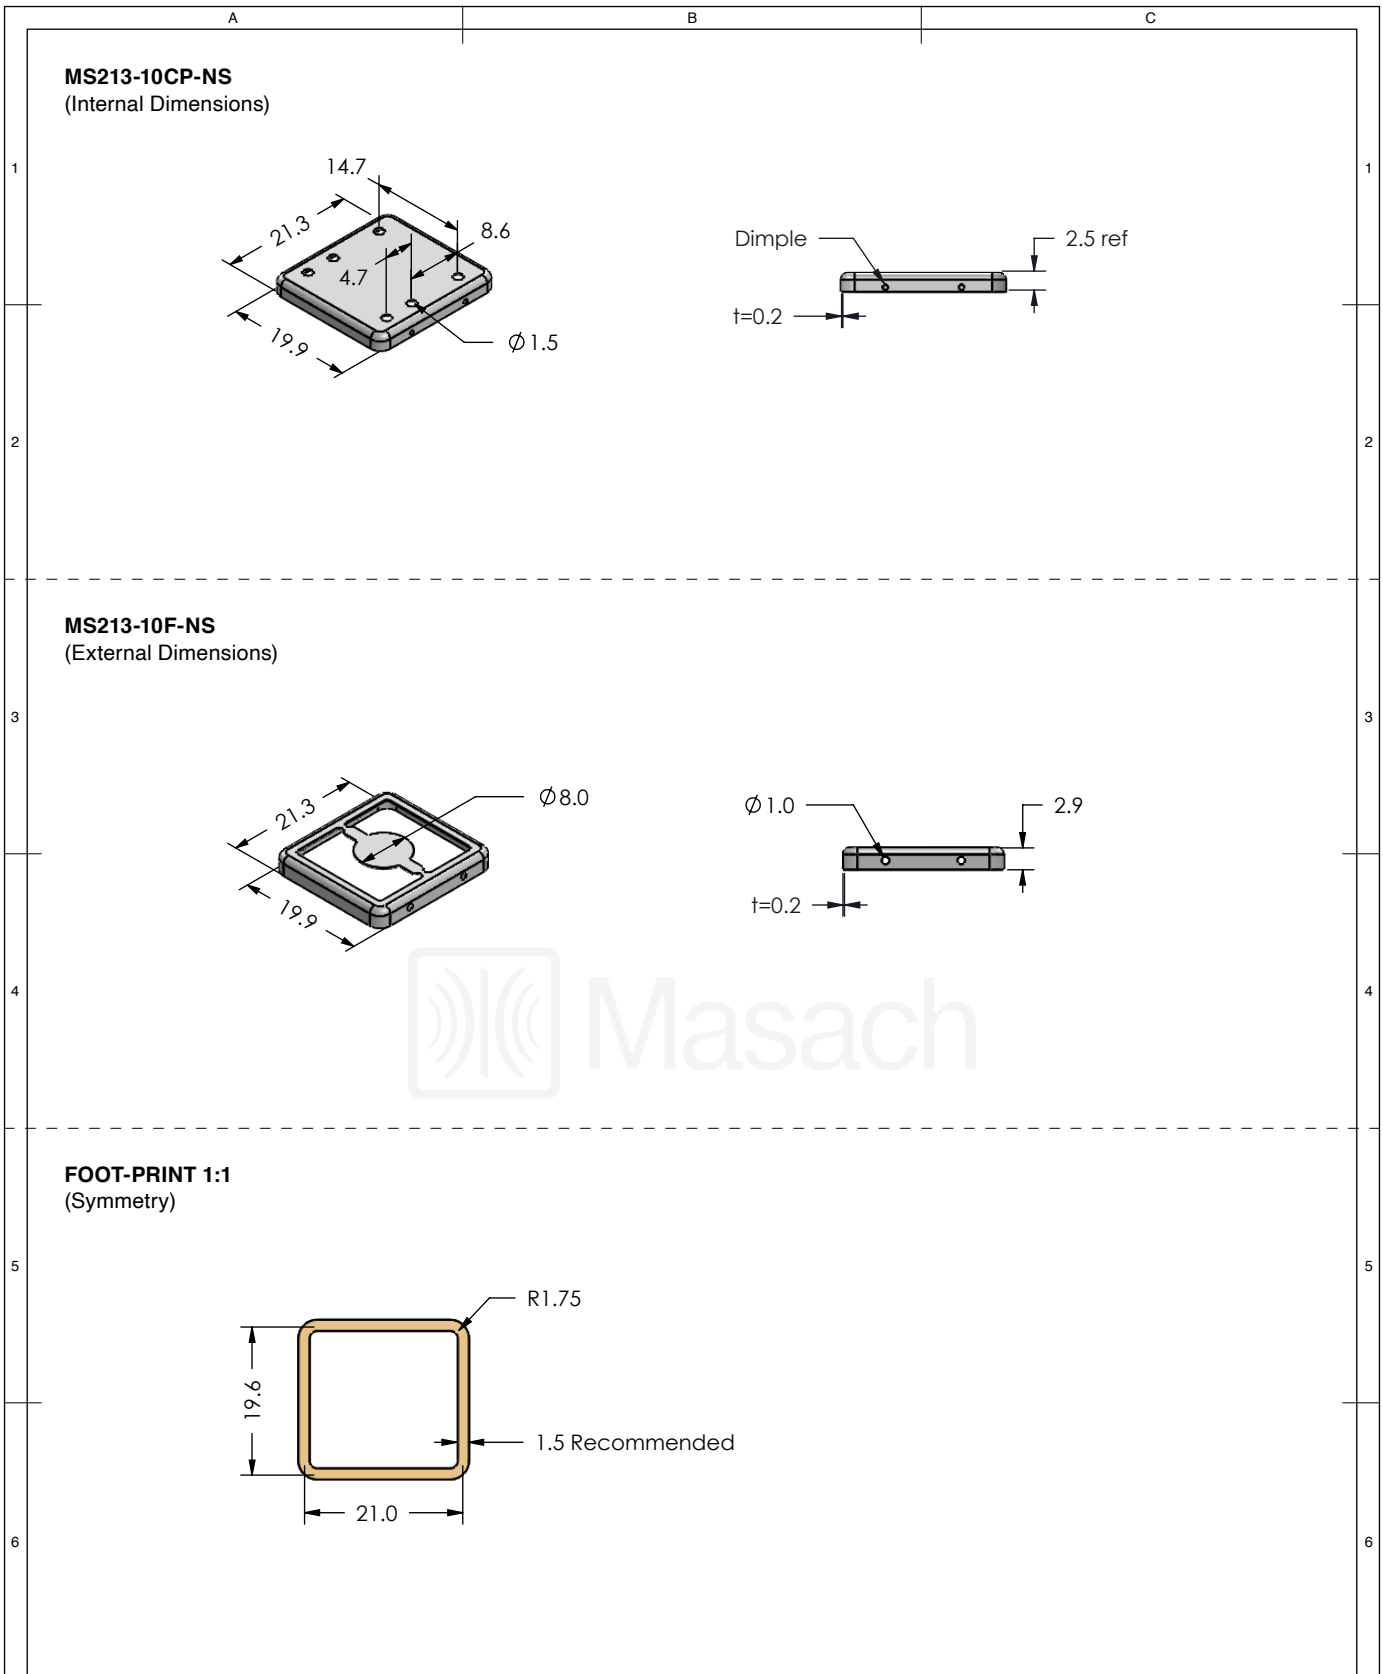 A B C
MS213-10CP-NS
(Internal Dimensions)
1 1
14.7
21.3
8.6
4.7
19.9
Ø1.5
Dimple
2.5 ref
t=0.2
2 2
MS213-10F-NS
(External Dimensions)
3 3
21.3
Ø8.0
19.9
Ø1.0
2.9
t=0.2
Masach
4 4
FOOT-PRINT 1:1
(Symmetry)
5 5
R1.75
19.6
1.5 Recommended
21.0
6 6